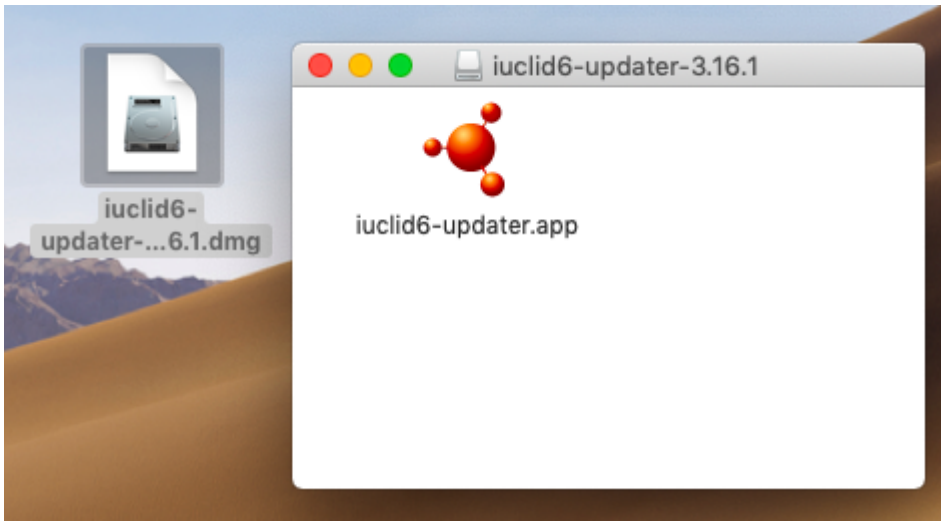 iuclid6-updater-3.16.1
iuclid6-updater.app
iuclid6-
updater-...6.1.dmg